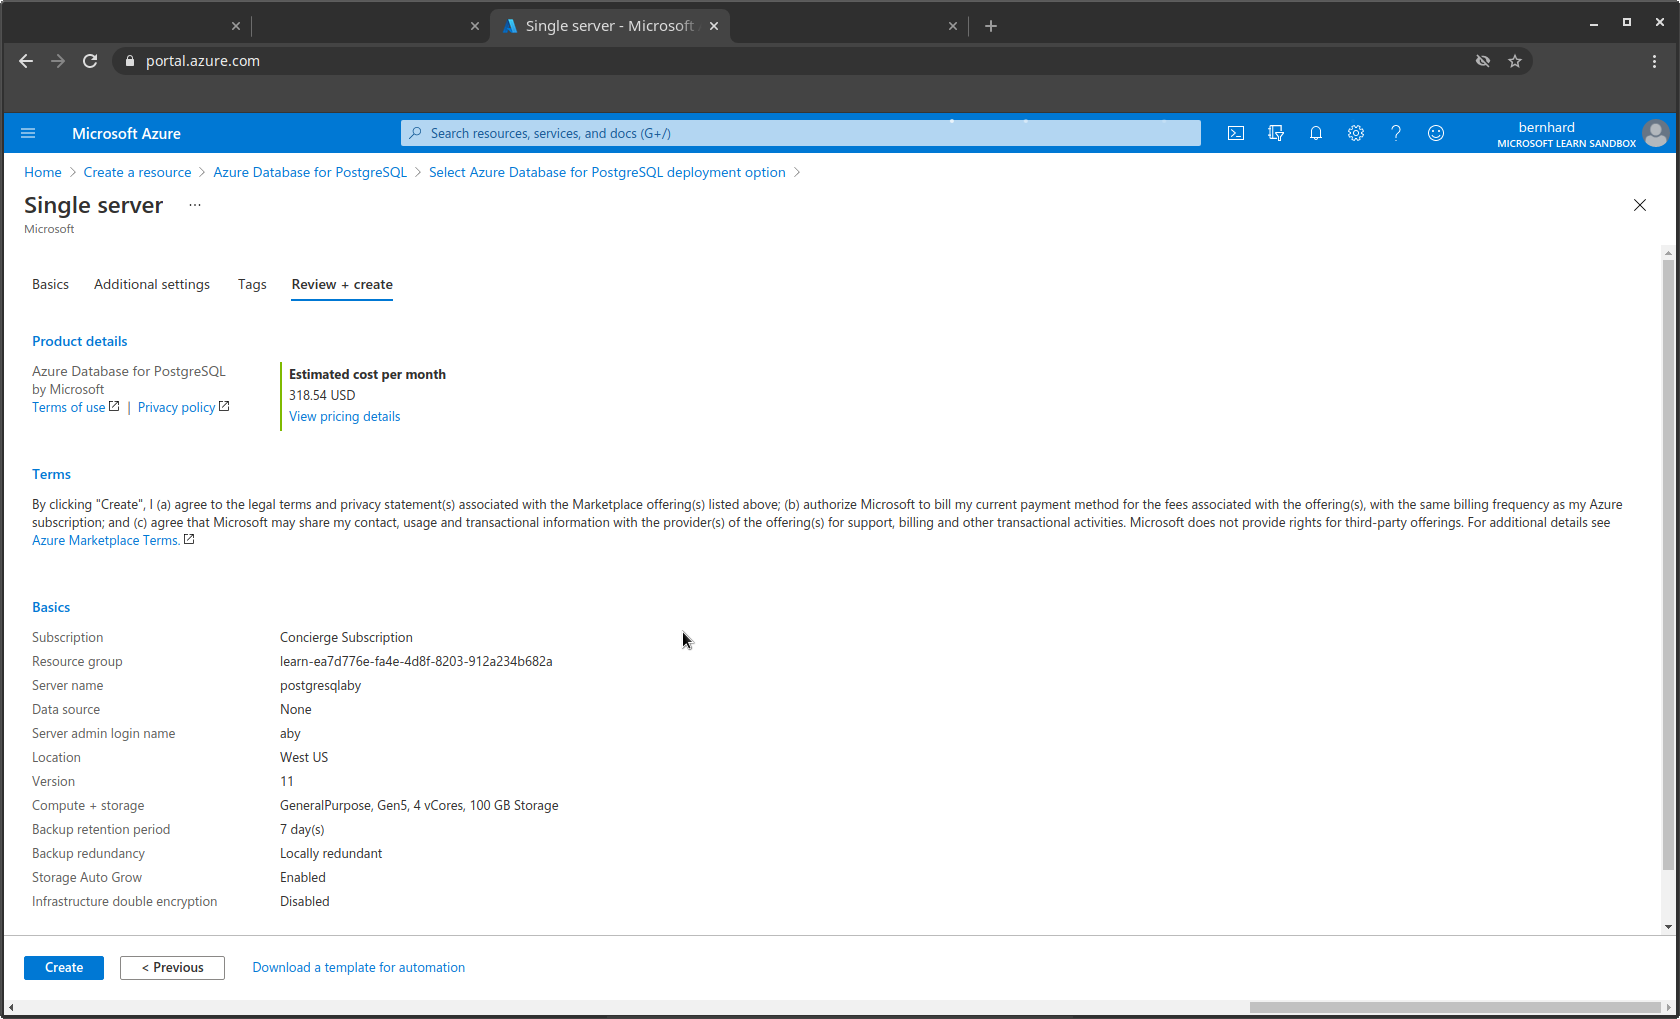 Single server - Microsoft
portal.azure.com
Microsoft Azure
Search resources, services, and docs (G+/)
bernhard
MICROSOFT LEARN SANDBOX
Home > Create a resource > Azure Database for PostgreSQL > Select Azure Database for PostgreSQL deployment option >
Single server ...
Microsoft
Basics Additional settings Tags Review + create
Product details
Azure Database for PostgreSQL
by Microsoft
Terms of use | Privacy policy
Estimated cost per month
318.54 USD
View pricing details
Terms
By clicking "Create", I (a) agree to the legal terms and privacy statement(s) associated with the Marketplace offering(s) listed above; (b) authorize Microsoft to bill my current payment method for the fees associated with the offering(s), with the same billing frequency as my Azure
subscription; and (c) agree that Microsoft may share my contact, usage and transactional information with the provider(s) of the offering(s) for support, billing and other transactional activities. Microsoft does not provide rights for third-party offerings. For additional details see
Azure Marketplace Terms.
Basics
Subscription Concierge Subscription
Resource group learn-ea7d776e-fa4e-4d8f-8203-912a234b682a
Server name postgresqlaby
Data source None
Server admin login name aby
Location West US
Version 11
Compute + storage GeneralPurpose, Gen5, 4 vCores, 100 GB Storage
Backup retention period 7 day(s)
Backup redundancy Locally redundant
Storage Auto Grow Enabled
Infrastructure double encryption Disabled
Create < Previous Download a template for automation